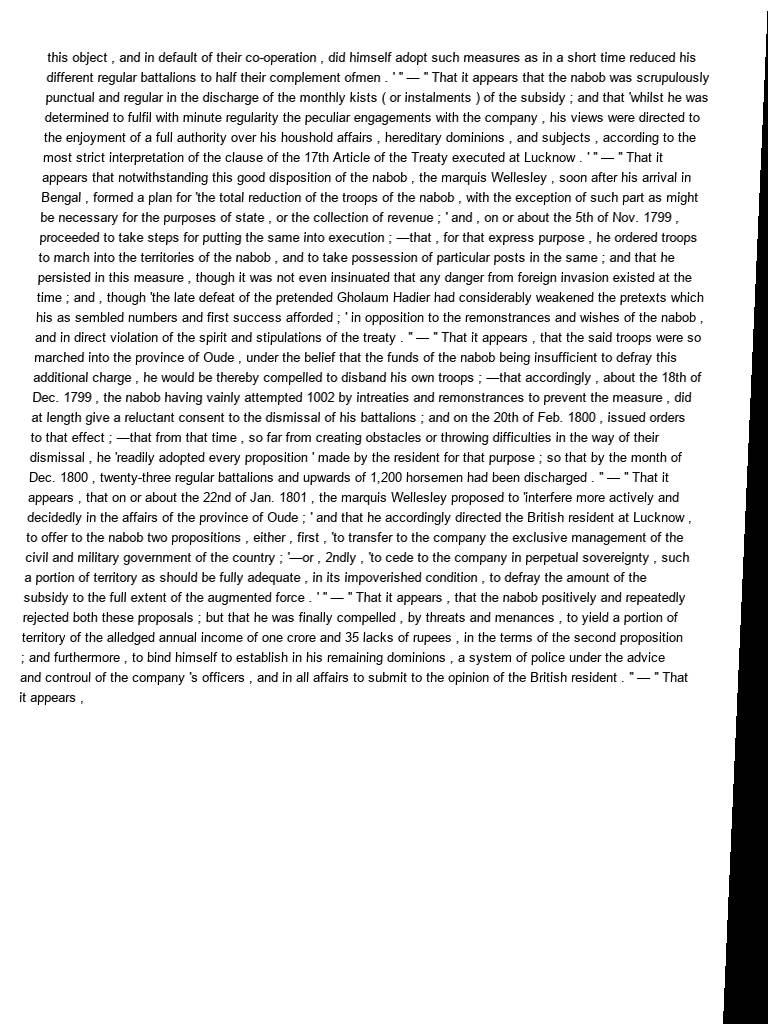 this object , and in default of their co-operation , did himself adopt such measures as in a short time reduced his
different regular battalions to half their complement ofmen . ' " — " That it appears that the nabob was scrupulously
punctual and regular in the discharge of the monthly kists ( or instalments ) of the subsidy ; and that 'whilst he was
determined to fulfil with minute regularity the peculiar engagements with the company , his views were directed to
the enjoyment of a full authority over his houshold affairs , hereditary dominions , and subjects , according to the
most strict interpretation of the clause of the 17th Article of the Treaty executed at Lucknow . ' " — " That it
appears that notwithstanding this good disposition of the nabob , the marquis Wellesley , soon after his arrival in
Bengal , formed a plan for 'the total reduction of the troops of the nabob , with the exception of such part as might
be necessary for the purposes of state , or the collection of revenue ; ' and , on or about the 5th of Nov. 1799 ,
proceeded to take steps for putting the same into execution ; —that , for that express purpose , he ordered troops
to march into the territories of the nabob , and to take possession of particular posts in the same ; and that he
persisted in this measure , though it was not even insinuated that any danger from foreign invasion existed at the
time ; and , though 'the late defeat of the pretended Gholaum Hadier had considerably weakened the pretexts which
his as sembled numbers and first success afforded ; ' in opposition to the remonstrances and wishes of the nabob ,
and in direct violation of the spirit and stipulations of the treaty . " — " That it appears , that the said troops were so
marched into the province of Oude , under the belief that the funds of the nabob being insufficient to defray this
additional charge , he would be thereby compelled to disband his own troops ; —that accordingly , about the 18th of
Dec. 1799 , the nabob having vainly attempted 1002 by intreaties and remonstrances to prevent the measure , did
at length give a reluctant consent to the dismissal of his battalions ; and on the 20th of Feb. 1800 , issued orders
to that effect ; —that from that time , so far from creating obstacles or throwing difficulties in the way of their
dismissal , he 'readily adopted every proposition ' made by the resident for that purpose ; so that by the month of
Dec. 1800 , twenty-three regular battalions and upwards of 1,200 horsemen had been discharged . " — " That it
appears , that on or about the 22nd of Jan. 1801 , the marquis Wellesley proposed to 'interfere more actively and
decidedly in the affairs of the province of Oude ; ' and that he accordingly directed the British resident at Lucknow ,
to offer to the nabob two propositions , either , first , 'to transfer to the company the exclusive management of the
civil and military government of the country ; '—or , 2ndly , 'to cede to the company in perpetual sovereignty , such
a portion of territory as should be fully adequate , in its impoverished condition , to defray the amount of the
subsidy to the full extent of the augmented force . ' " — " That it appears , that the nabob positively and repeatedly
rejected both these proposals ; but that he was finally compelled , by threats and menances , to yield a portion of
territory of the alledged annual income of one crore and 35 lacks of rupees , in the terms of the second proposition
; and furthermore , to bind himself to establish in his remaining dominions , a system of police under the advice
and controul of the company 's officers , and in all affairs to submit to the opinion of the British resident . " — " That
it appears ,